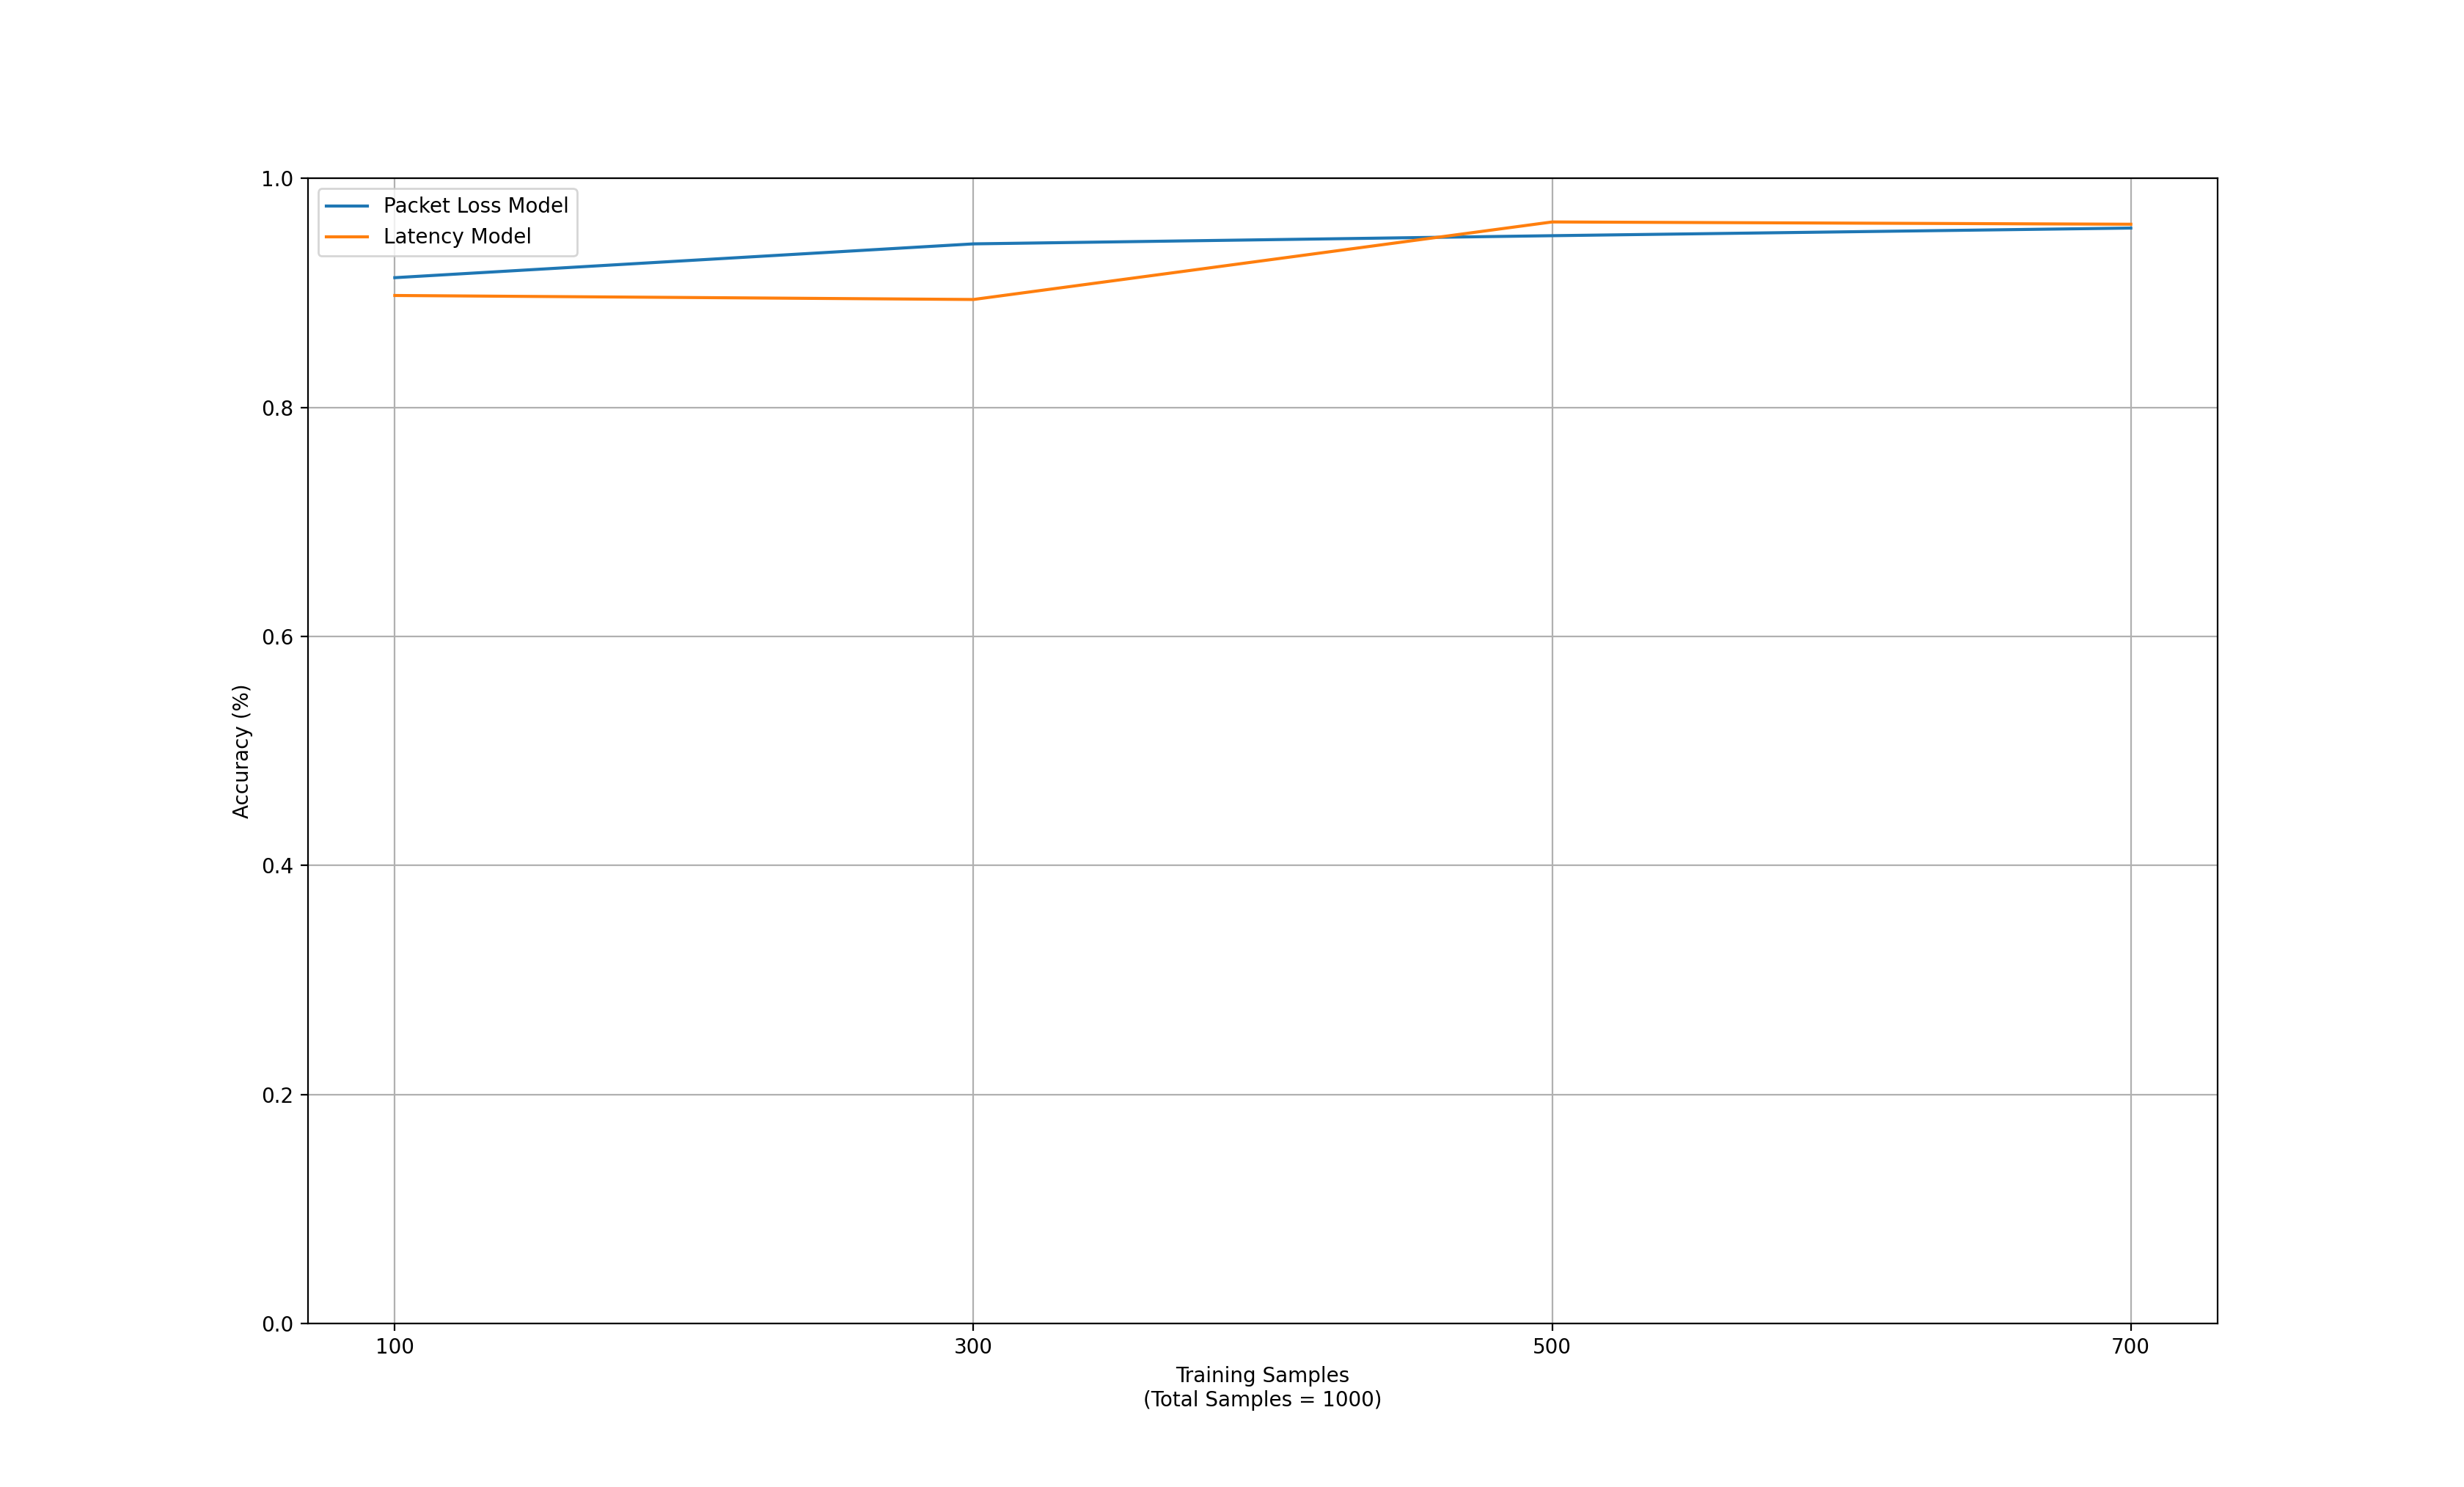 Packet Loss Model
Latency Model
1.0
0.8
0.6
0.4
0.2
0.0
Accuracy (%)
100 300 500 700
Training Samples
(Total Samples = 1000)